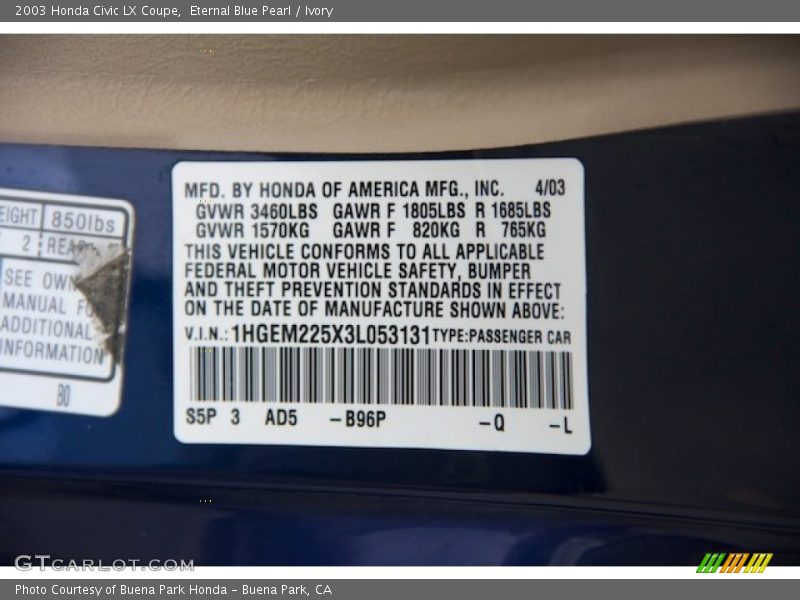 2003 Honda Civic LX Coupe, Eternal Blue Pearl / Ivory
MFD. BY HONDA OF AMERICA MFG., INC. 4/03
GVWR 3460LBS GAWR F 1805LBS R 1685LBS
GVWR 1570KG GAWR F 820KG R 765KG
THIS VEHICLE CONFORMS TO ALL APPLICABLE
FEDERAL MOTOR VEHICLE SAFETY, BUMPER
AND THEFT PREVENTION STANDARDS IN EFFECT
ON THE DATE OF MANUFACTURE SHOWN ABOVE:
V.I.N.: 1HGEM225X3L053131 TYPE:PASSENGER CAR
S5P 3 AD5 -B96P -Q -L
EIGHT 850lbs
2 REAR
SEE OWN
MANUAL FO
ADDITIONAL
INFORMATION
B0
GTCARLOT.COM
Photo Courtesy of Buena Park Honda - Buena Park, CA